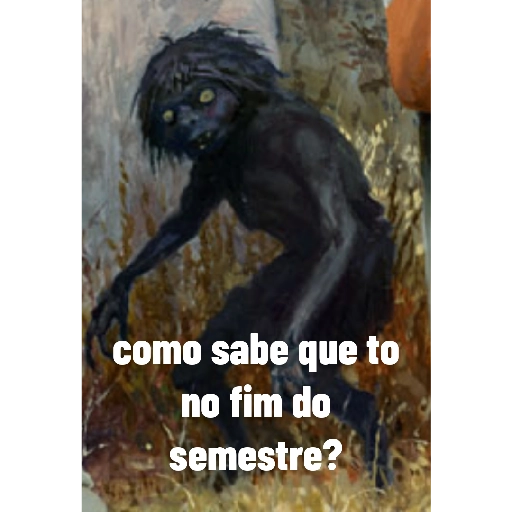 como sabe que to
no fim do
semestre?